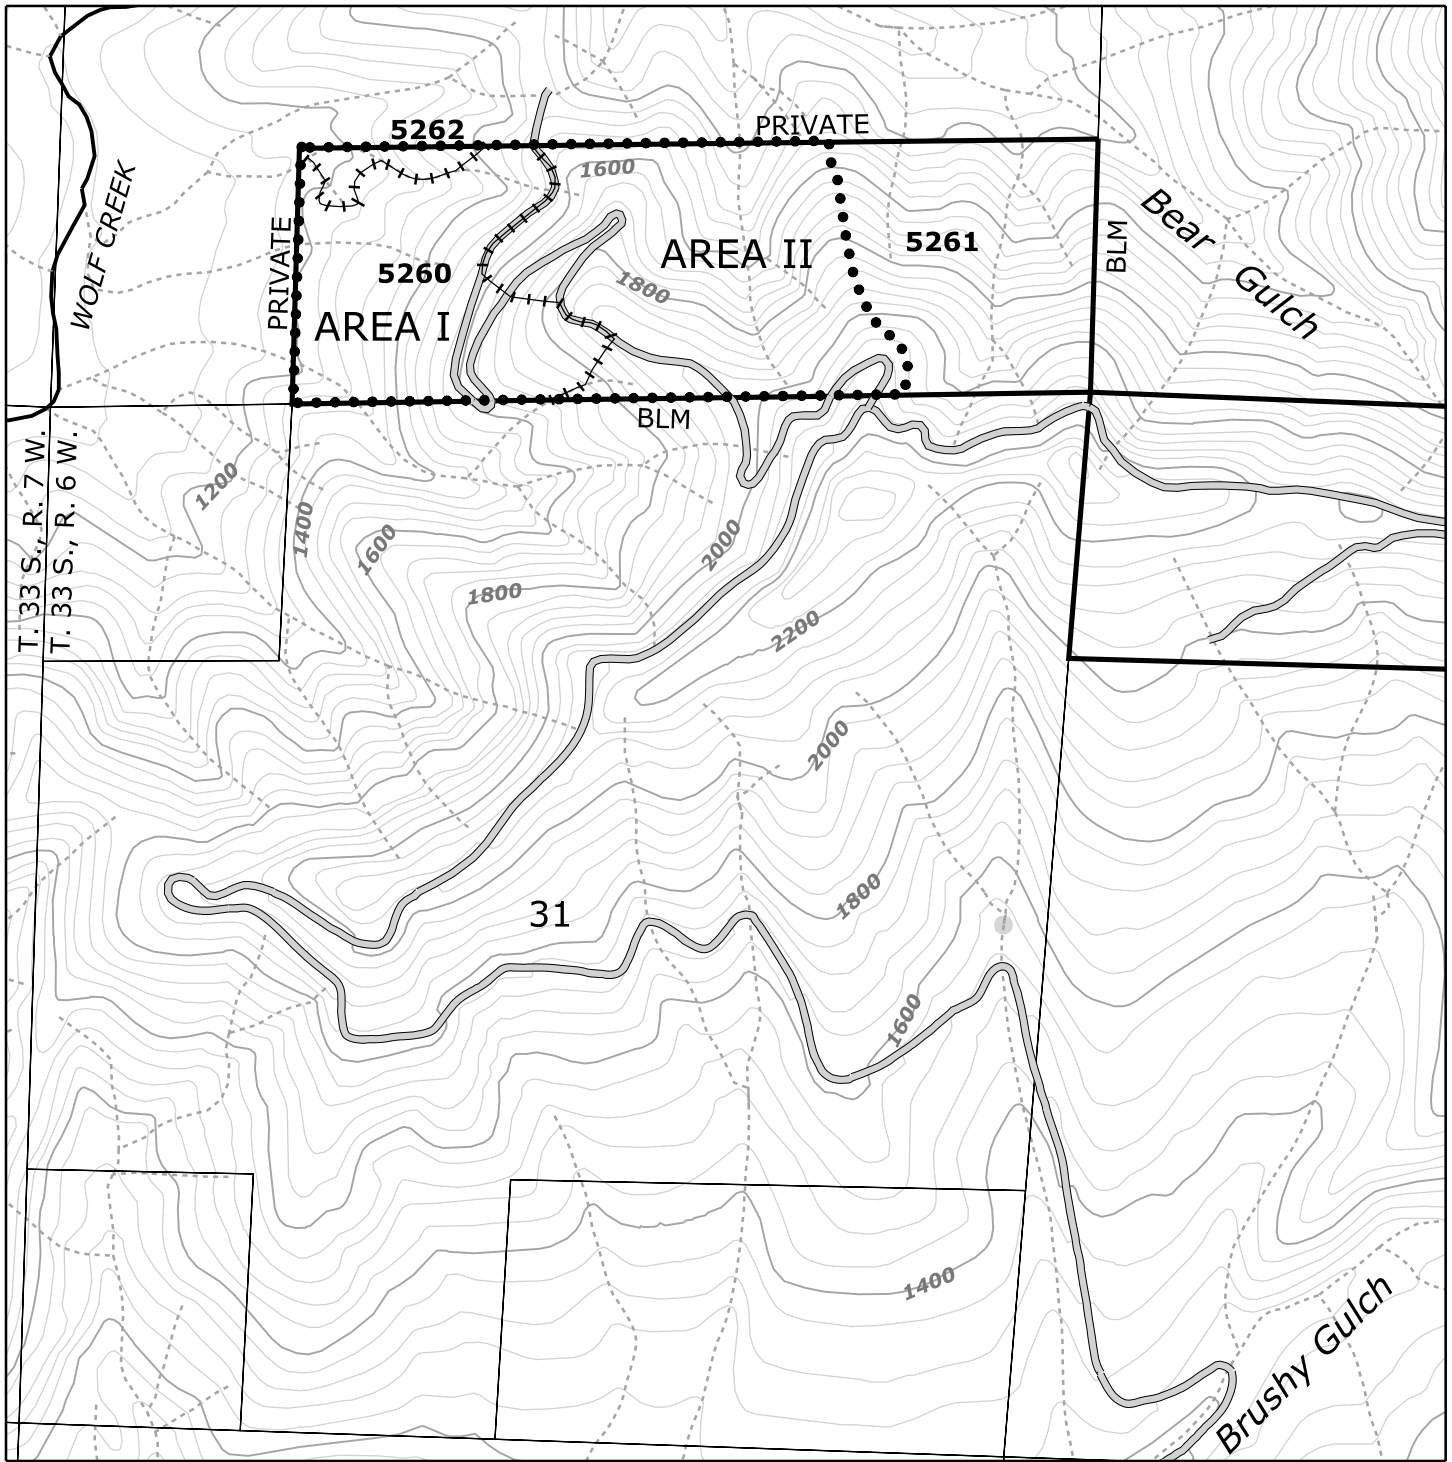 5262
PRIVATE
1600
WOLF CREEK
PRIVATE
5260
AREA I
AREA II
1800
5261
BLM
Bear
Gulch
BLM
T. 33 S., R. 7 W.
T. 33 S., R. 6 W.
1200
1400
1600
1800
2000
2200
2000
1800
31
1600
1400
Brushy Gulch